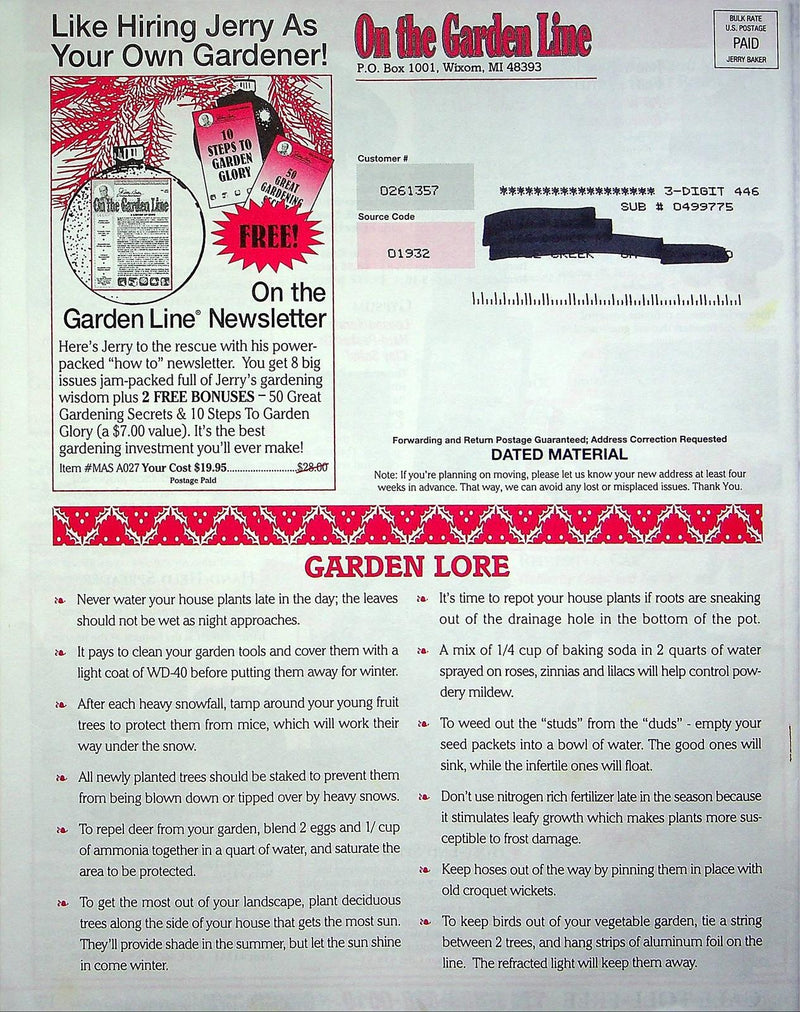 Like Hiring Jerry As
Your Own Gardener!
10
STEPS TO
GARDEN
GLORY
50
GREAT
GARDENING
On the Garden Line
FREE!
On the
Garden Line® Newsletter
Here's Jerry to the rescue with his power-
packed "how to" newsletter. You get 8 big
issues jam-packed full of Jerry's gardening
wisdom plus 2 FREE BONUSES – 50 Great
Gardening Secrets & 10 Steps To Garden
Glory (a $7.00 value). It's the best
gardening investment you'll ever make!
Item #MAS A027 Your Cost $19.95..........................$28.00
Postage Paid
On the Garden Line
P.O. Box 1001, Wixom, MI 48393
BULK RATE
U.S. POSTAGE
PAID
JERRY BAKER
Customer #
0261357
Source Code
01932
****************** 3-DIGIT 446
SUB # 0499775
CREEK
Forwarding and Return Postage Guaranteed; Address Correction Requested
DATED MATERIAL
Note: If you're planning on moving, please let us know your new address at least four
weeks in advance. That way, we can avoid any lost or misplaced issues. Thank You.
GARDEN LORE
Never water your house plants late in the day; the leaves
should not be wet as night approaches.
It pays to clean your garden tools and cover them with a
light coat of WD-40 before putting them away for winter.
After each heavy snowfall, tamp around your young fruit
trees to protect them from mice, which will work their
way under the snow.
All newly planted trees should be staked to prevent them
from being blown down or tipped over by heavy snows.
To repel deer from your garden, blend 2 eggs and 1/ cup
of ammonia together in a quart of water, and saturate the
area to be protected.
To get the most out of your landscape, plant deciduous
trees along the side of your house that gets the most sun.
They'll provide shade in the summer, but let the sun shine
in come winter.
It's time to repot your house plants if roots are sneaking
out of the drainage hole in the bottom of the pot.
A mix of 1/4 cup of baking soda in 2 quarts of water
sprayed on roses, zinnias and lilacs will help control pow-
dery mildew.
To weed out the "studs" from the "duds" - empty your
seed packets into a bowl of water. The good ones will
sink, while the infertile ones will float.
Don't use nitrogen rich fertilizer late in the season because
it stimulates leafy growth which makes plants more sus-
ceptible to frost damage.
Keep hoses out of the way by pinning them in place with
old croquet wickets.
To keep birds out of your vegetable garden, tie a string
between 2 trees, and hang strips of aluminum foil on the
line. The refracted light will keep them away.